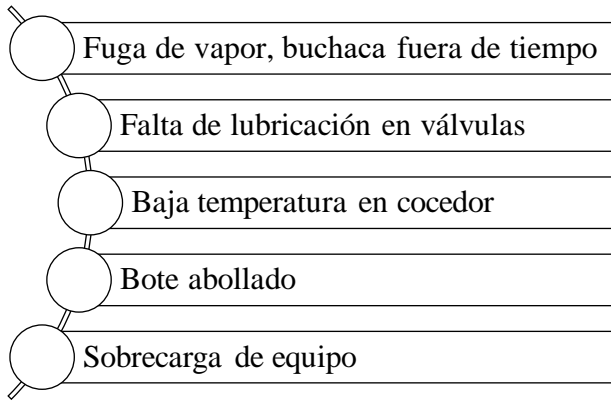 Fuga de vapor, buchaca fuera de tiempo
Falta de lubricación en válvulas
Baja temperatura en cocedor
Bote abollado
Sobrecarga de equipo